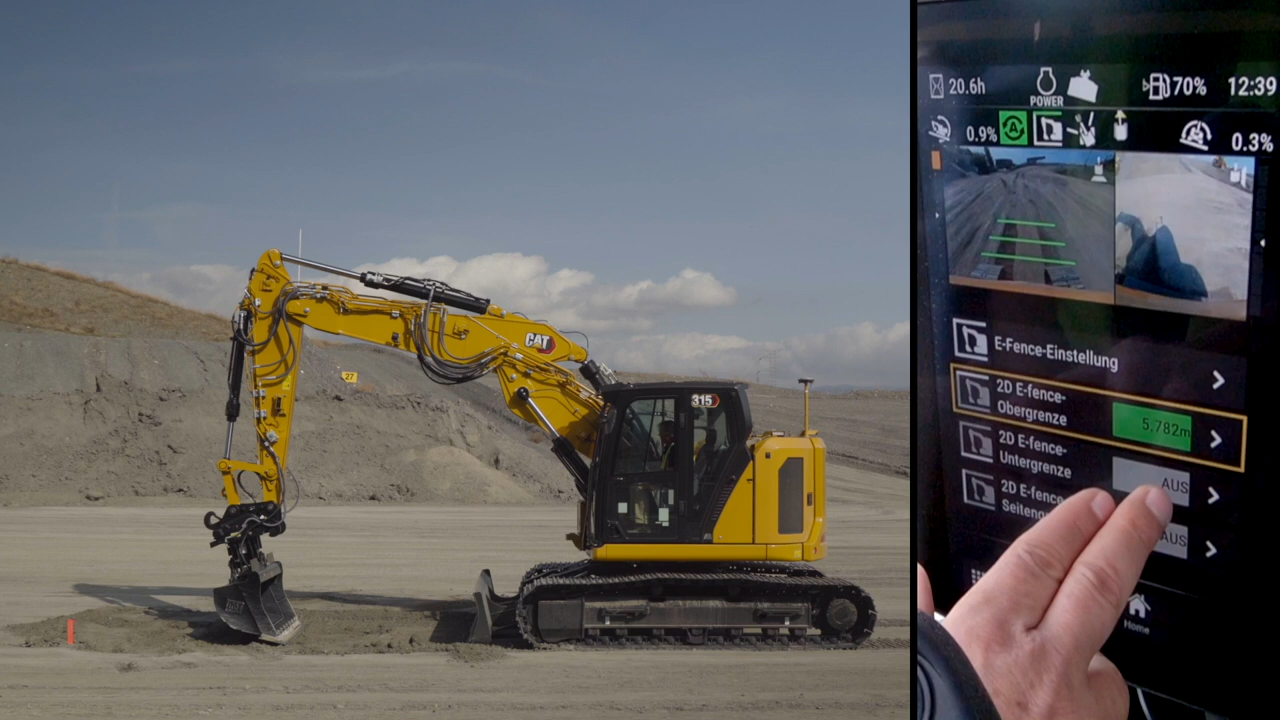 27
CAT
315
20.6h
POWER
70%
12:39
0.9%
A
0.3%
E-Fence-Einstellung
2D E-fence-
Obergrenze
5.782m
2D E-fence-
Untergrenze
AUS
2D E-fence
AUS
Home